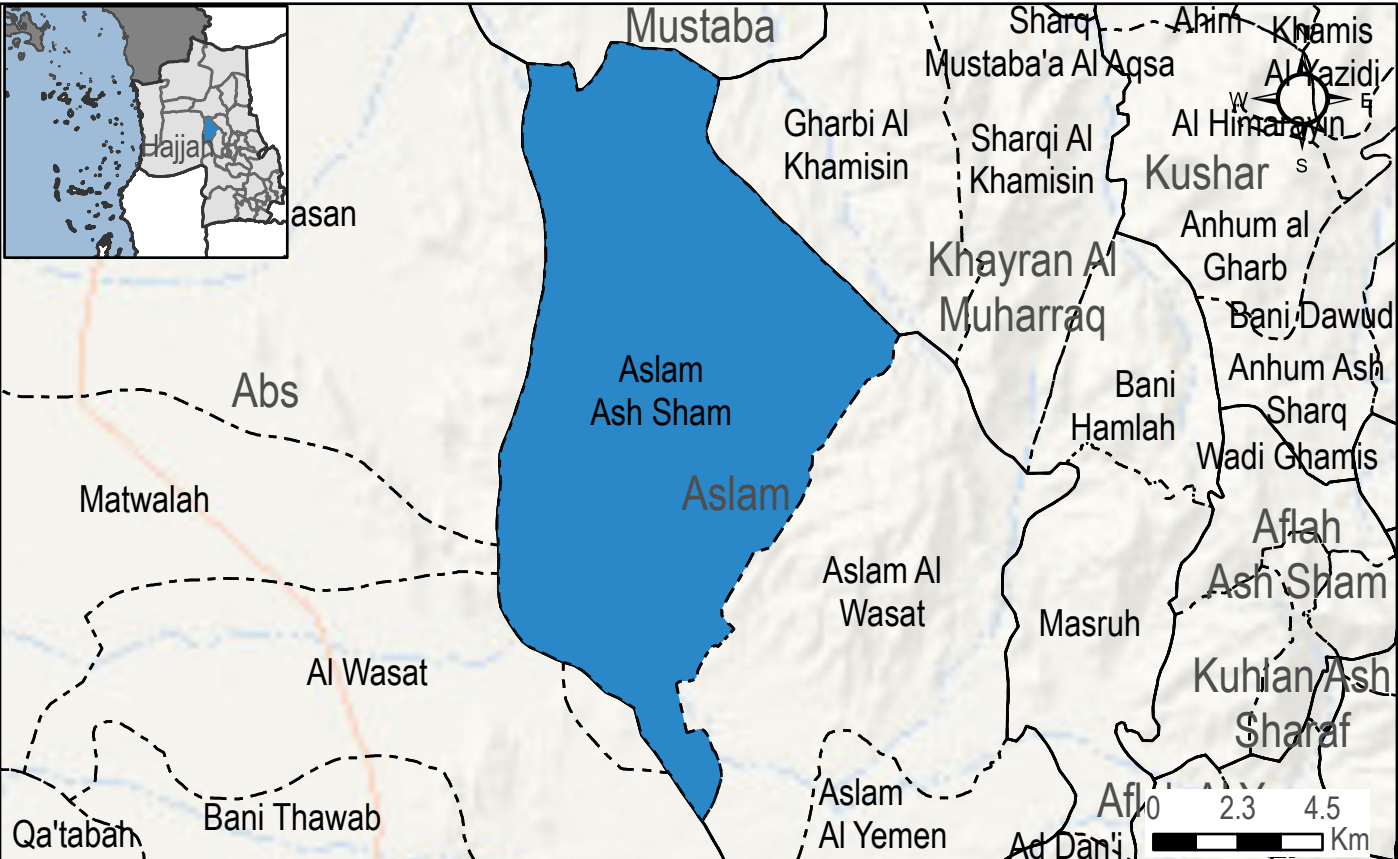 Mustaba
Sharq
Mustaba'a Al Aqsa
Ahim
Khamis
Al Yazidi
W
E
S
Al Himarayin
Hajjah
Gharbi Al
Khamisin
Sharqi Al
Khamisin
Kushar
asan
Anhum al
Gharb
Khayran Al
Muharraq
Bani Dawud
Abs
Aslam
Ash Sham
Bani
Hamlah
Anhum Ash
Sharq
Wadi Ghamis
Matwalah
Aslam
Aflah
Ash Sham
Aslam Al
Wasat
Masruh
Al Wasat
Kuhlan Ash
Sharaf
Bani Thawab
Qa'tabah
Aslam
Al Yemen
Ad Dan'i
0 2.3 4.5
Km